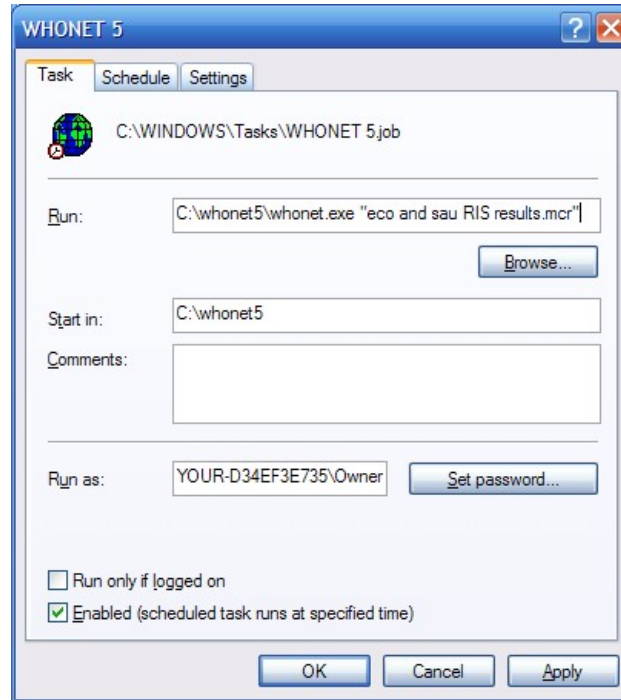 WHONET 5
Task Schedule Settings
C:\WINDOWS\Tasks\WHONET 5.job
Run: C:\whonet5\whonet.exe "eco and sau RIS results.mcr"
Browse...
Start in: C:\whonet5
Comments:
Run as: YOUR-D34EF3E735\Owner Set password...
Run only if logged on
Enabled (scheduled task runs at specified time)
OK Cancel Apply